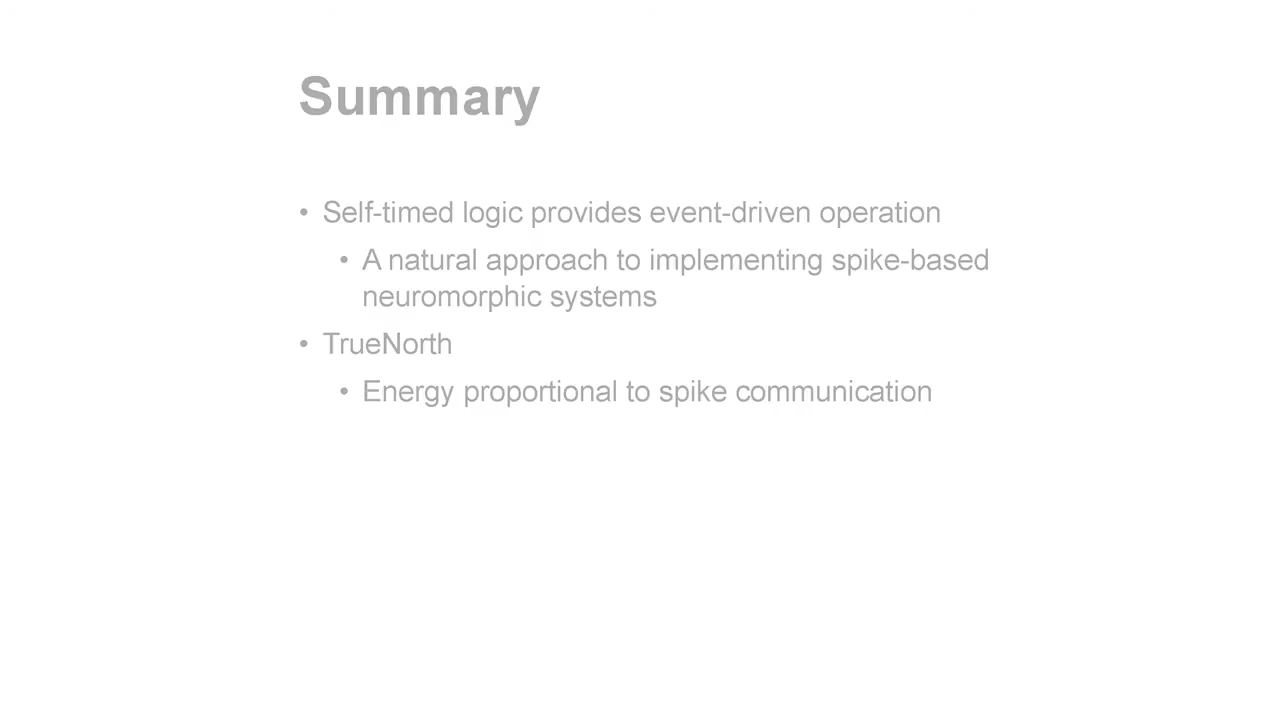 Summary
• Self-timed logic provides event-driven operation
• A natural approach to implementing spike-based
neuromorphic systems
• TrueNorth
• Energy proportional to spike communication